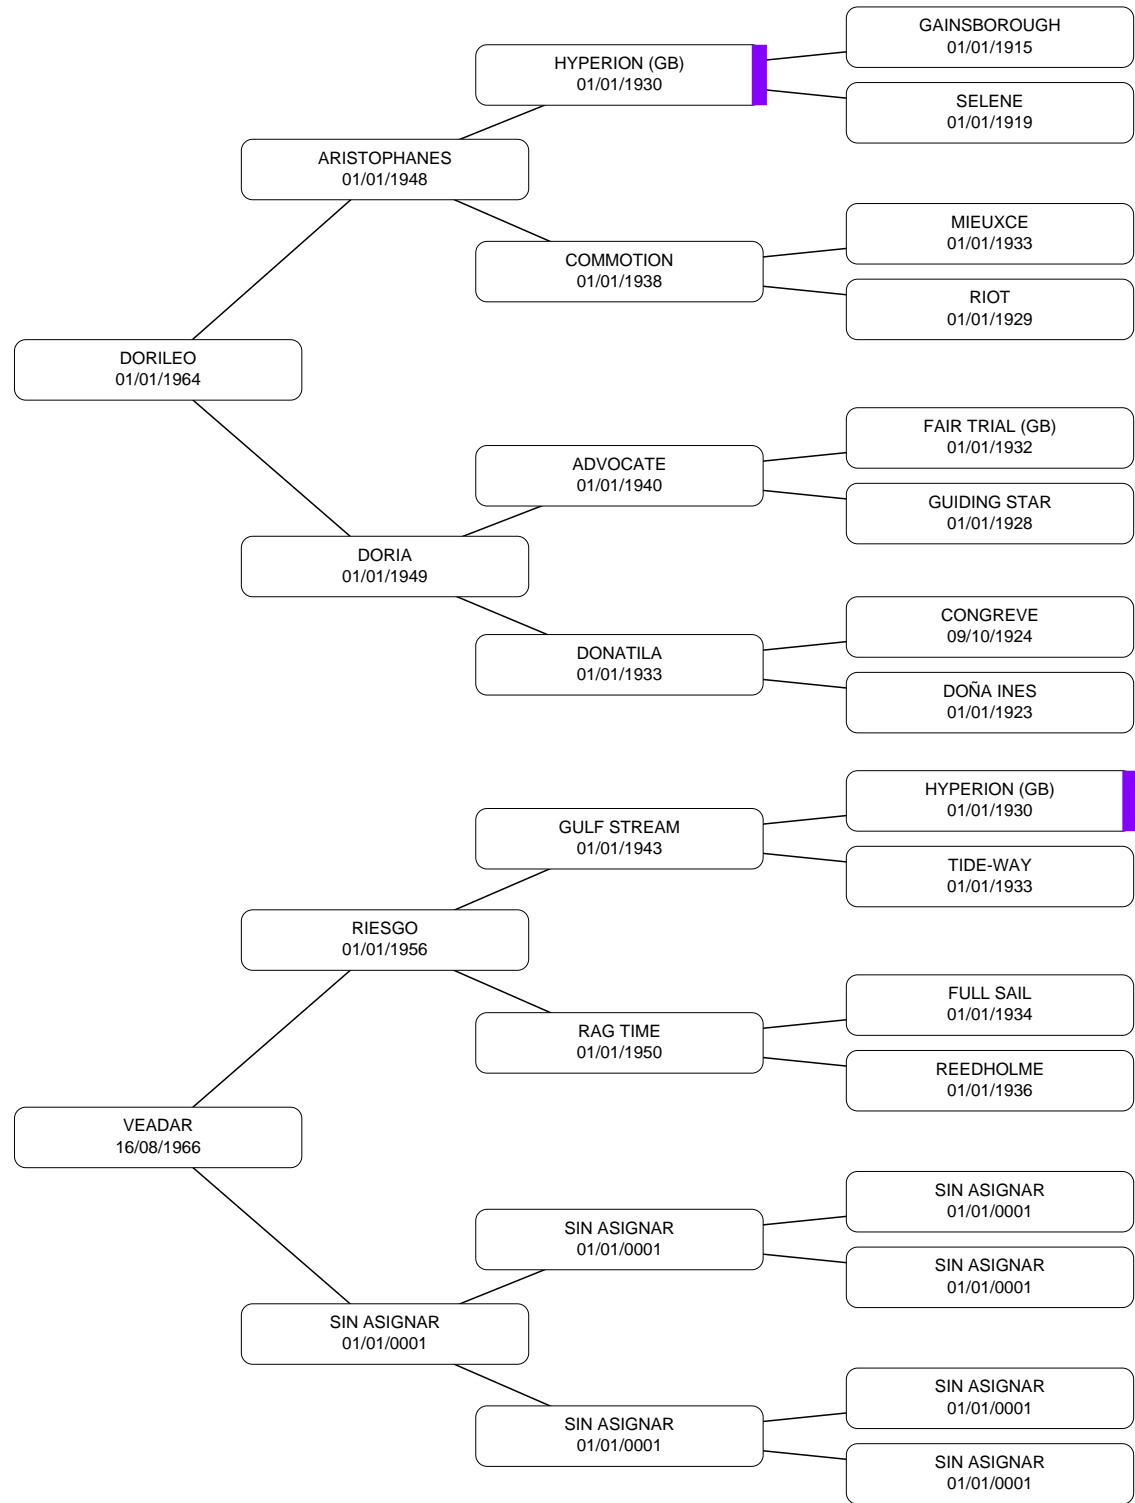 GAINSBOROUGH
01/01/1915
HYPERION (GB)
01/01/1930
SELENE
01/01/1919
ARISTOPHANES
01/01/1948
MIEUXCE
01/01/1933
COMMOTION
01/01/1938
RIOT
01/01/1929
DORILEO
01/01/1964
FAIR TRIAL (GB)
01/01/1932
ADVOCATE
01/01/1940
GUIDING STAR
01/01/1928
DORIA
01/01/1949
CONGREVE
09/10/1924
DONATILA
01/01/1933
DOÑA INES
01/01/1923
HYPERION (GB)
01/01/1930
GULF STREAM
01/01/1943
TIDE-WAY
01/01/1933
RIESGO
01/01/1956
FULL SAIL
01/01/1934
RAG TIME
01/01/1950
REEDHOLME
01/01/1936
VEADAR
16/08/1966
SIN ASIGNAR
01/01/0001
SIN ASIGNAR
01/01/0001
SIN ASIGNAR
01/01/0001
SIN ASIGNAR
01/01/0001
SIN ASIGNAR
01/01/0001
SIN ASIGNAR
01/01/0001
SIN ASIGNAR
01/01/0001